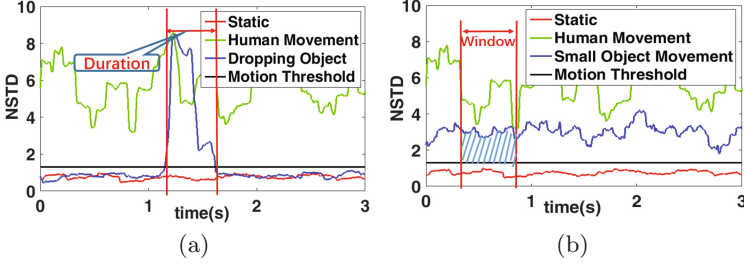 10
8
6
4
2
0
NSTD
0
1
2
3
time(s)
Duration
Static
Human Movement
Dropping Object
Motion Threshold
(a)
10
8
6
4
2
0
NSTD
0
1
2
3
time(s)
Window
Static
Human Movement
Small Object Movement
Motion Threshold
(b)